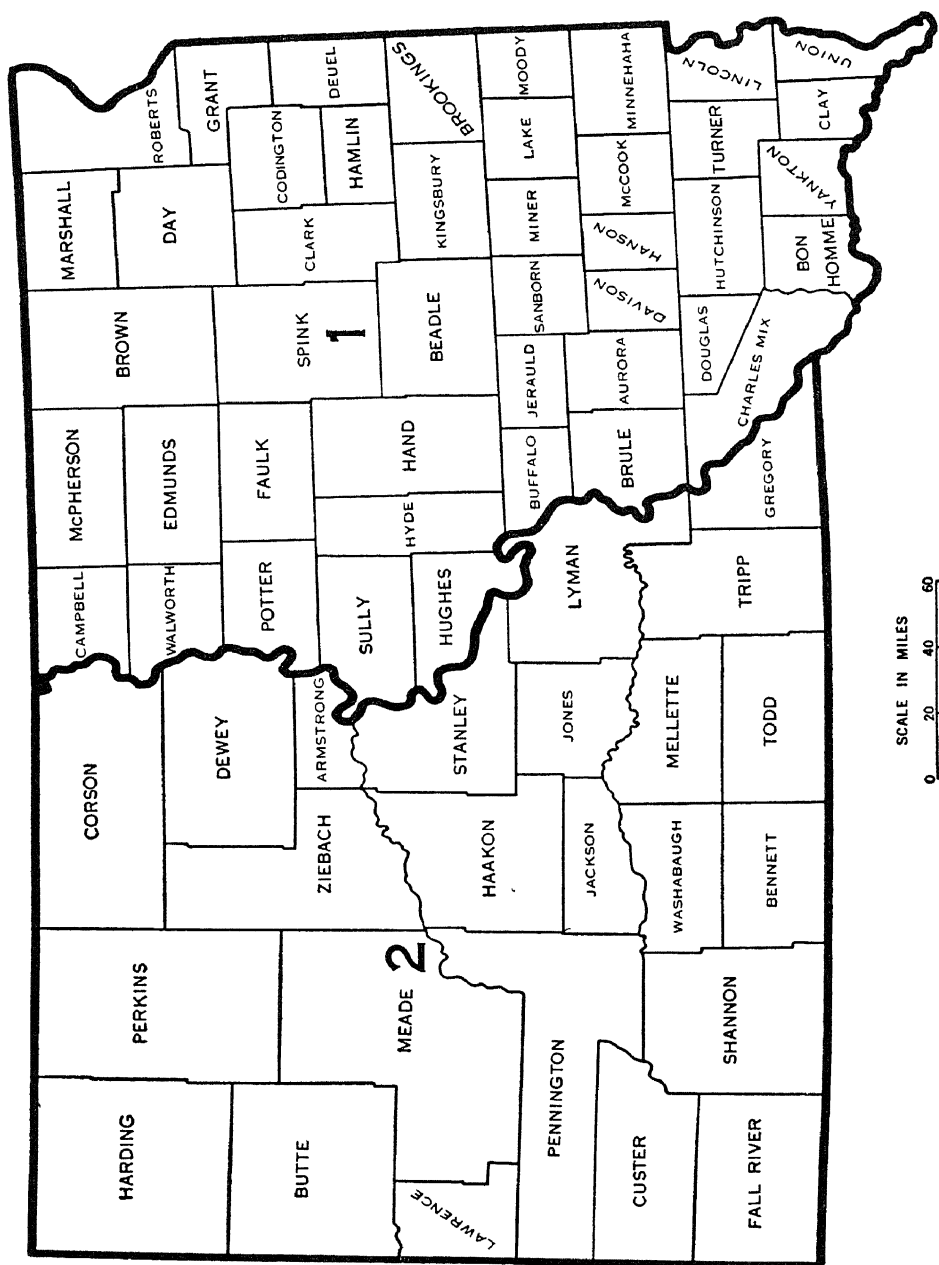 HARDING
PERKINS
CORSON
CAMPBELL
McPHERSON
BROWN
MARSHALL
ROBERTS
DAY
GRANT
BUTTE
DEWEY
WALWORTH
EDMUNDS
CODINGTON
DEUEL
ZIEBACH
ARMSTRONG
POTTER
FAULK
SPINK
1
CLARK
HAMLIN
MEADE
2
SULLY
HYDE
HAND
BEADLE
KINGSBURY
BROOKINGS
LAWRENCE
HAAKON
STANLEY
HUGHES
BUFFALO
JERAULD
SANBORN
MINER
LAKE
MOODY
PENNINGTON
JACKSON
JONES
LYMAN
BRULE
AURORA
DAVISON
HANSON
McCOOK
MINNEHAHA
CUSTER
WASHABAUGH
MELLETTE
TRIPP
GREGORY
CHARLES MIX
DOUGLAS
HUTCHINSON
TURNER
LINCOLN
FALL RIVER
SHANNON
BENNETT
TODD
BON
HOMME
YANKTON
CLAY
UNION
SCALE IN MILES
0 20 40 60